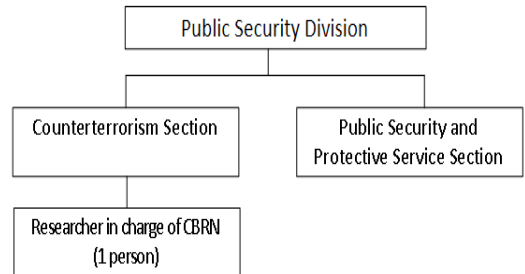 Public Security Division
Counterterrorism Section
Public Security and
Protective Service Section
Researcher in charge of CBRN
(1 person)